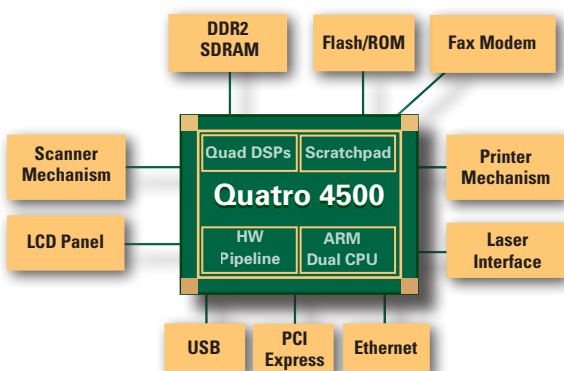 DDR2
SDRAM
Flash/ROM
Fax Modem
Scanner
Mechanism
Quad DSPs
Scratchpad
Printer
Mechanism
Quatro 4500
LCD Panel
HW
Pipeline
ARM
Dual CPU
Laser
Interface
USB
PCI
Express
Ethernet